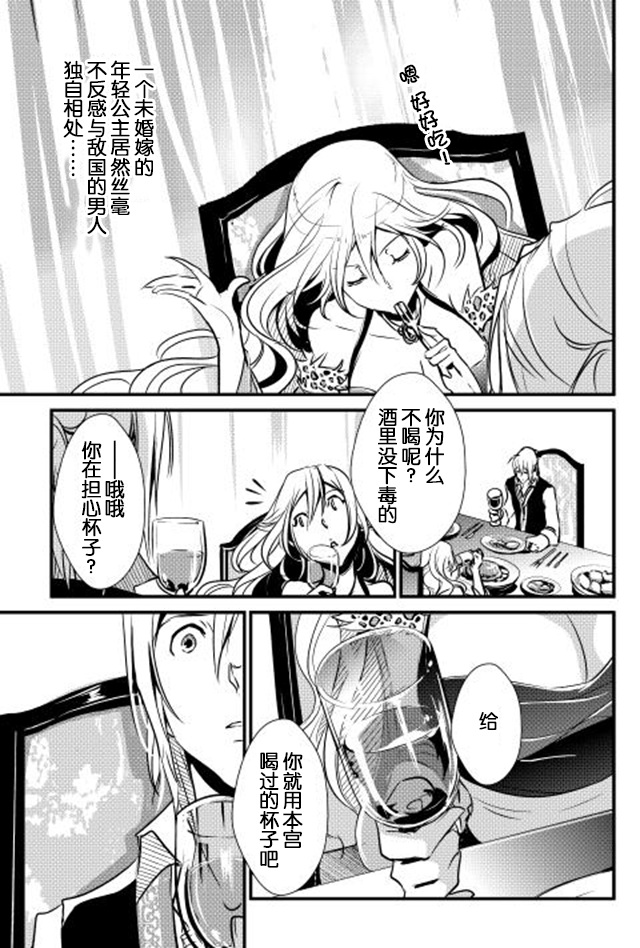 嗯 好好吃！
一个未婚嫁的
年轻公主居然丝毫
不反感与敌国的男人
独自相处……
你为什么
不喝呢？
酒里没下毒的
——哦哦
你在担心杯子？
给
你就用本宫
喝过的杯子吧